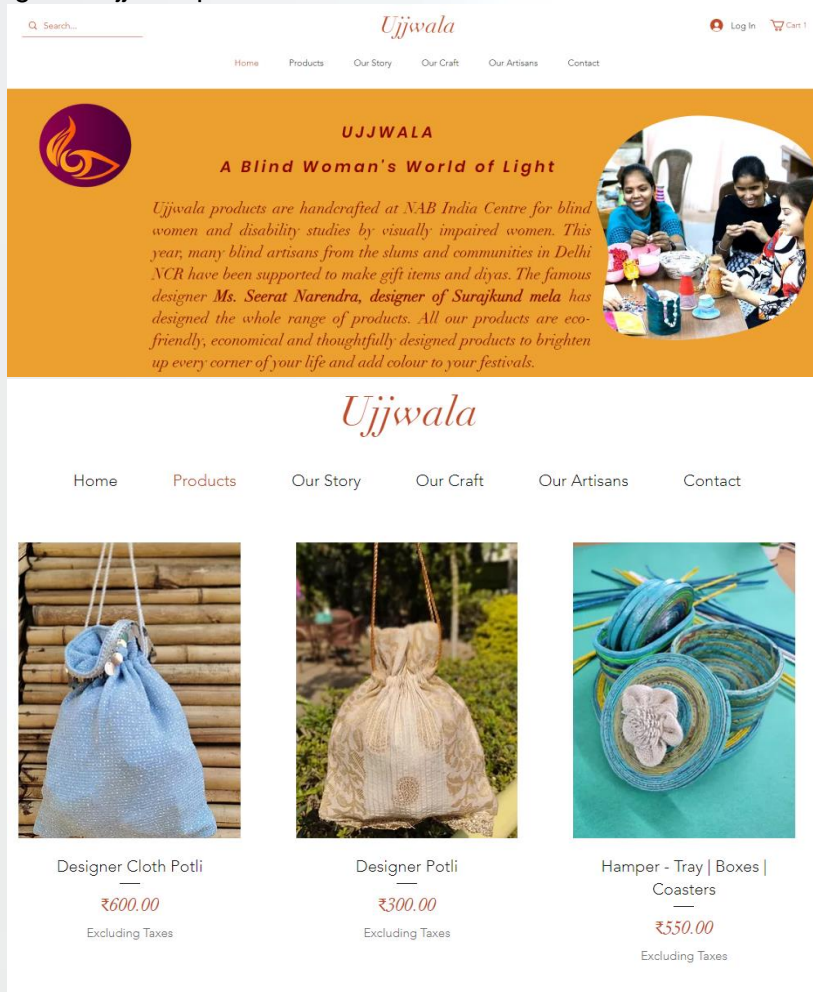 Search...
Ujjwala
Log In
Cart 1
Home Products Our Story Our Craft Our Artisans Contact
UJJWALA
A Blind Woman's World of Light
Ujjwala products are handcrafted at NAB India Centre for blind
women and disability studies by visually impaired women. This
year, many blind artisans from the slums and communities in Delhi
NCR have been supported to make gift items and diyas. The famous
designer Ms. Seerat Narendra, designer of Surajkund mela has
designed the whole range of products. All our products are eco-
friendly, economical and thoughtfully designed products to brighten
up every corner of your life and add colour to your festivals.
Ujjwala
Home Products Our Story Our Craft Our Artisans Contact
Designer Cloth Potli
₹600.00
Excluding Taxes
Designer Potli
₹300.00
Excluding Taxes
Hamper - Tray | Boxes |
Coasters
₹550.00
Excluding Taxes